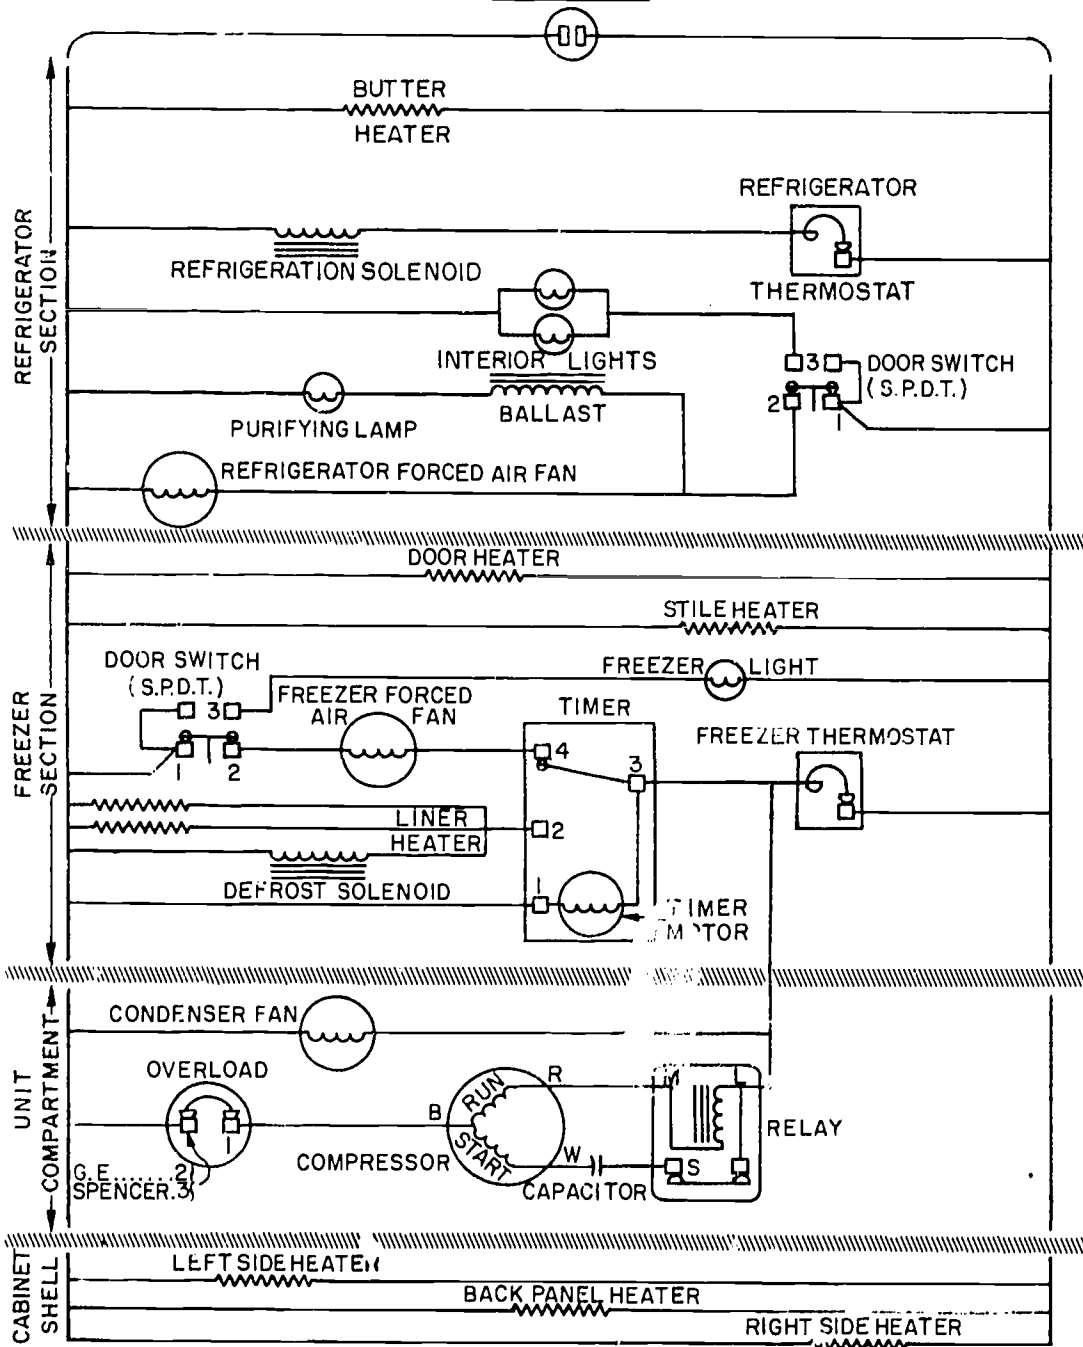 BUTTER
HEATER
REFRIGERATOR
THERMOSTAT
REFRIGERATION SOLENOID
REFRIGERATOR
SECTION
INTERIOR LIGHTS
3
DOOR SWITCH
(S.P.D.T.)
2
1
PURIFYING LAMP
BALLAST
REFRIGERATOR FORCED AIR FAN
DOOR HEATER
STILE HEATER
DOOR SWITCH
(S.P.D.T.)
3
1
2
FREEZER LIGHT
FREEZER FORCED
AIR FAN
TIMER
4
3
2
1
FREEZER THERMOSTAT
FREEZER
SECTION
LINER
HEATER
DEFROST SOLENOID
TIMER
MOTOR
CONDENSER FAN
OVERLOAD
1
G.E.......2
SPENCER.3
B
RUN
START
R
W
COMPRESSOR
CAPACITOR
M
L
S
RELAY
UNIT
COMPARTMENT
LEFT SIDE HEATER
BACK PANEL HEATER
RIGHT SIDE HEATER
CABINET
SHELL